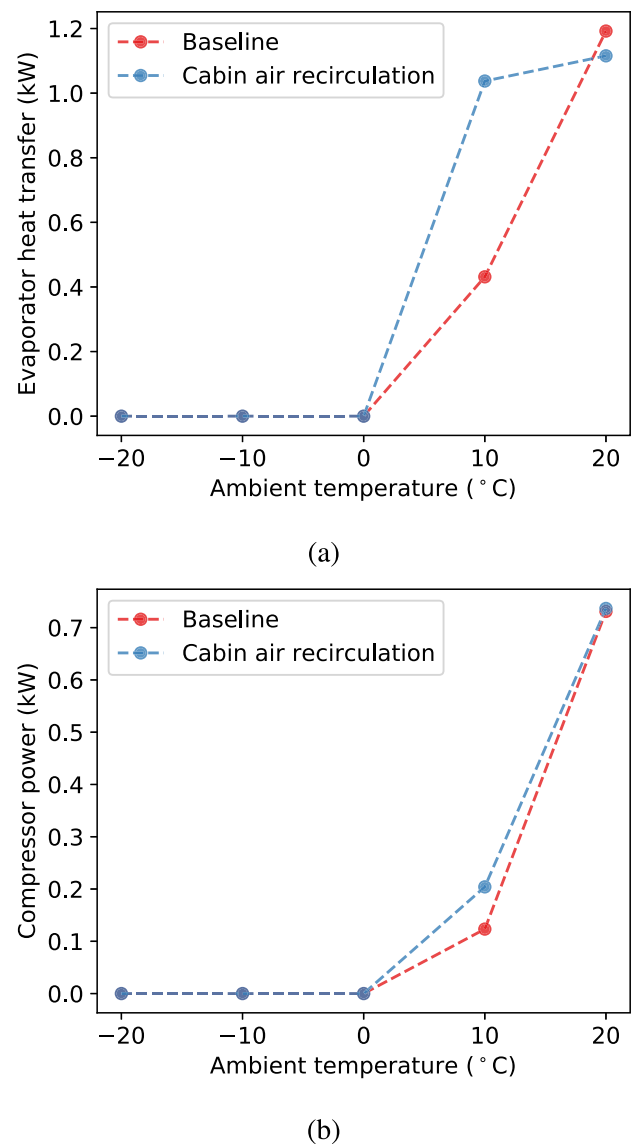 1.2
1.0
0.8
0.6
0.4
0.2
0.0
Evaporator heat transfer (kW)
Baseline
Cabin air recirculation
−20 −10 0 10 20
Ambient temperature (°C)
(a)
0.7
0.6
0.5
0.4
0.3
0.2
0.1
0.0
Compressor power (kW)
Baseline
Cabin air recirculation
−20 −10 0 10 20
Ambient temperature (°C)
(b)